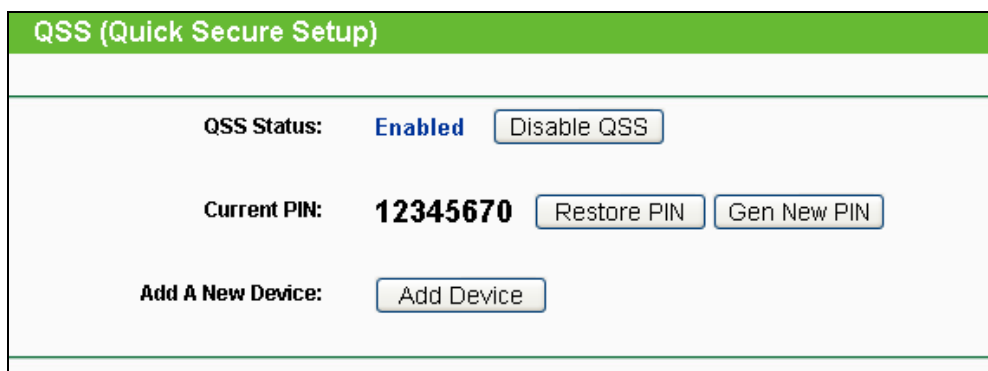 QSS (Quick Secure Setup)
QSS Status: Enabled Disable QSS
Current PIN: 12345670 Restore PIN Gen New PIN
Add A New Device: Add Device